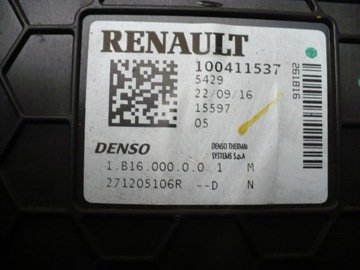 RENAULT
100411537
5429
22/09/16
15597
05
261816
DENSO
DENSO THERMAL
SYSTEMS S.p.A
1.B16.000.0.0 1 M
271205106R --D N